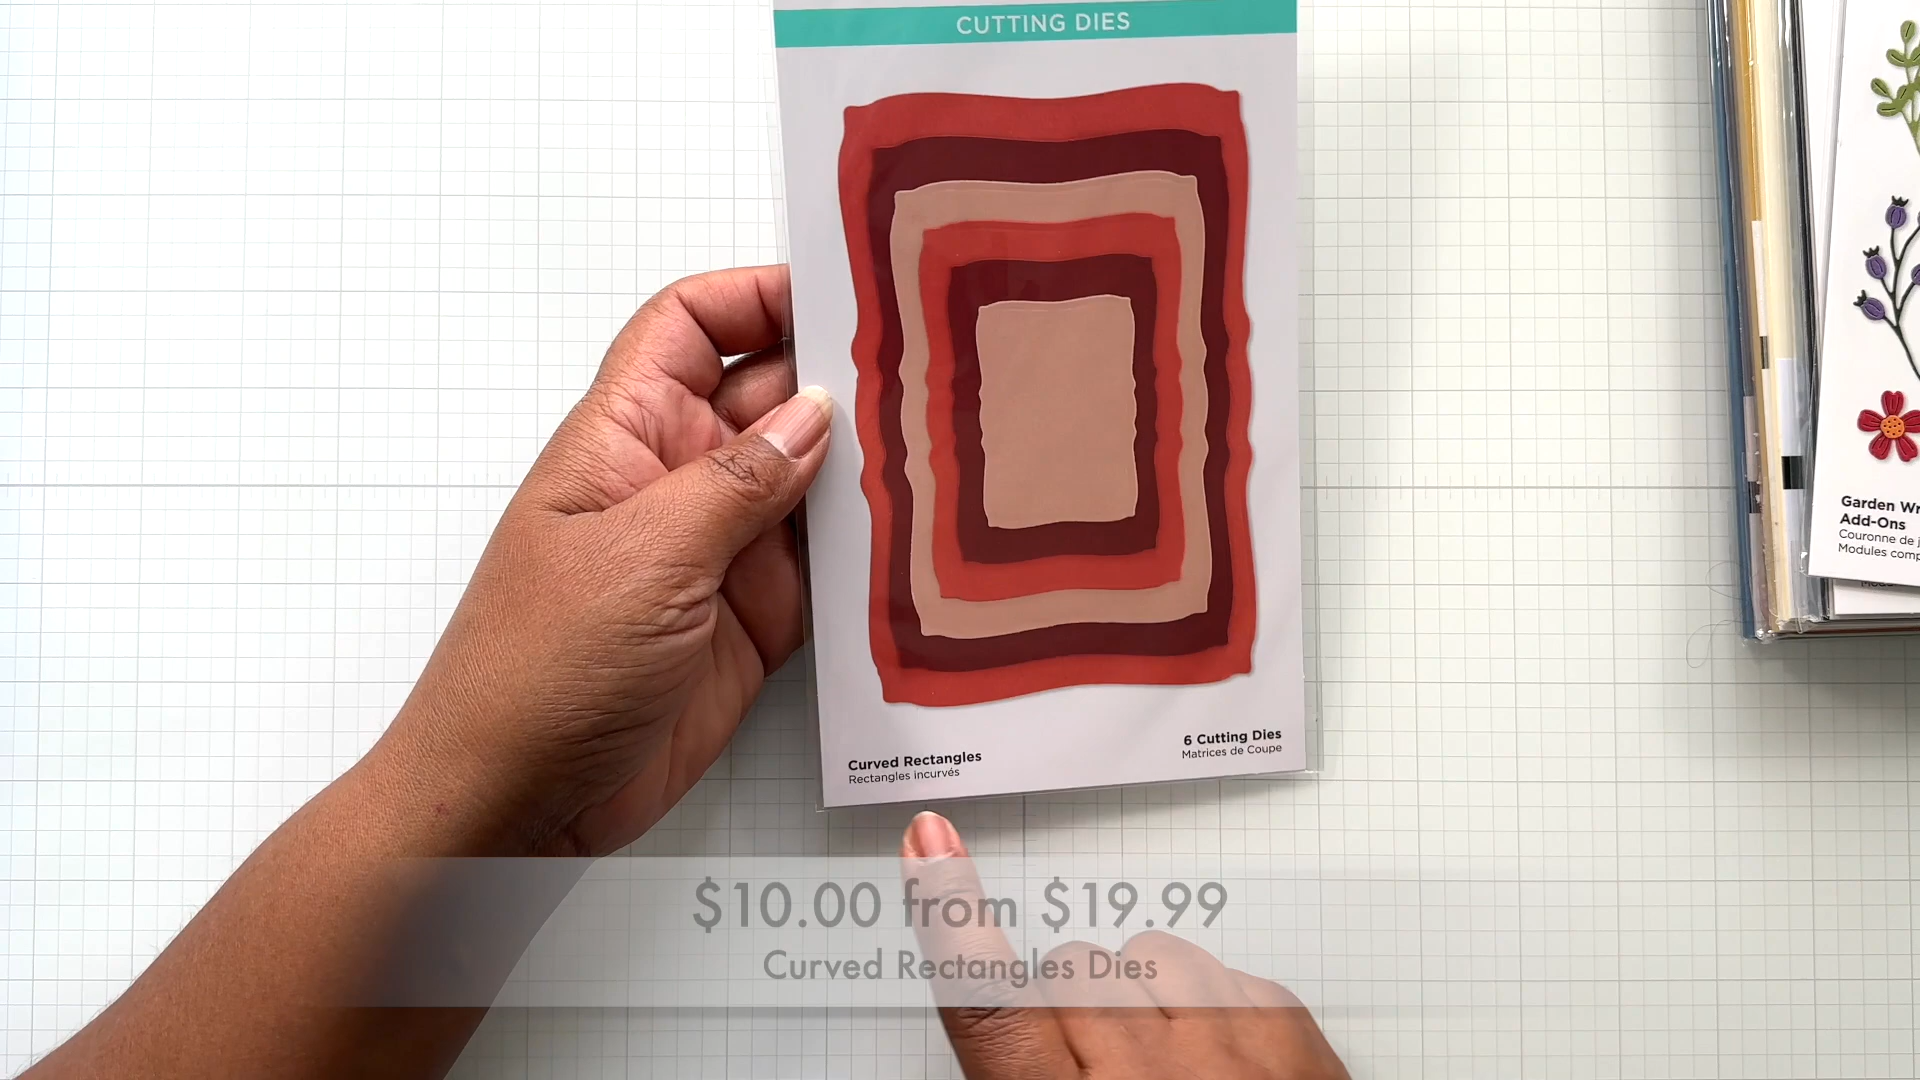 CUTTING DIES
Curved Rectangles
Rectangles incurvés
6 Cutting Dies
Matrices de Coupe
Garden
Add-Ons
Couronne de
Modules
$10.00 from $19.99
Curved Rectangles Dies